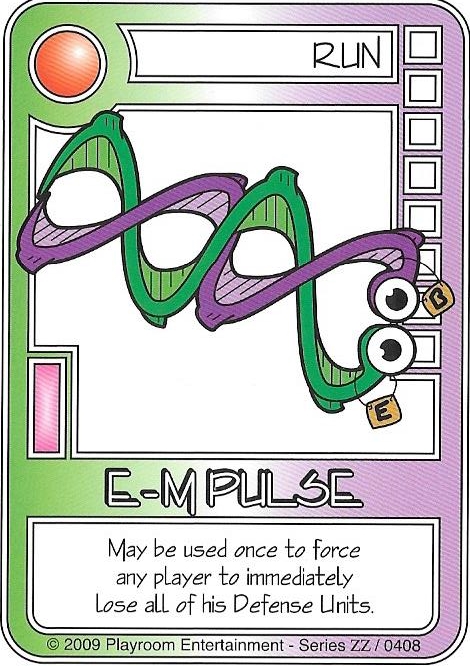 RUN
B
E
E-M PULSE
May be used once to force
any player to immediately
lose all of his Defense Units.
© 2009 Playroom Entertainment - Series ZZ / 0408